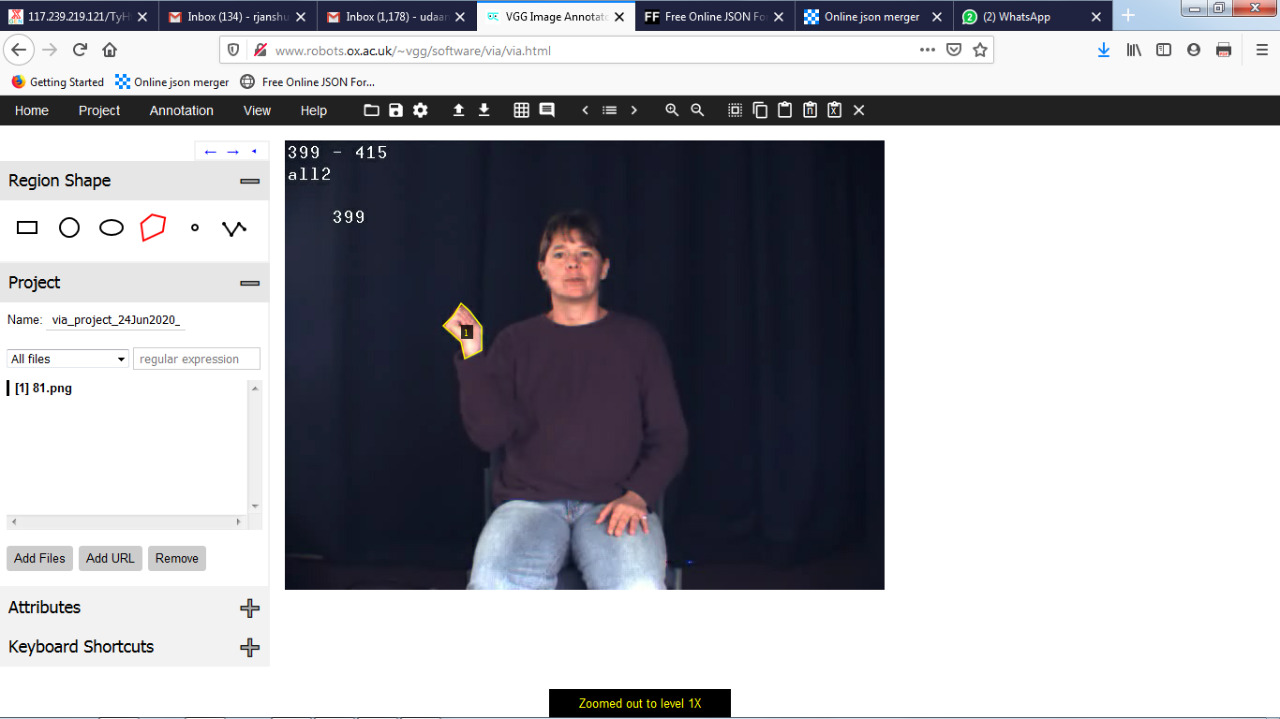 117.239.219.121/TyH
Inbox (134) - rjanshu
Inbox (1,178) - udaan
VGG Image Annotato
FF Free Online JSON For
Online json merger
2 (2) WhatsApp
www.robots.ox.ac.uk/~vgg/software/via/via.html
Getting Started
Online json merger
Free Online JSON For...
Home
Project
Annotation
View
Help
399 - 415
all2
399
1
Region Shape
Project
Name: via_project_24Jun2020_
All files
regular expression
[1] 81.png
Add Files
Add URL
Remove
Attributes
Keyboard Shortcuts
Zoomed out to level 1X